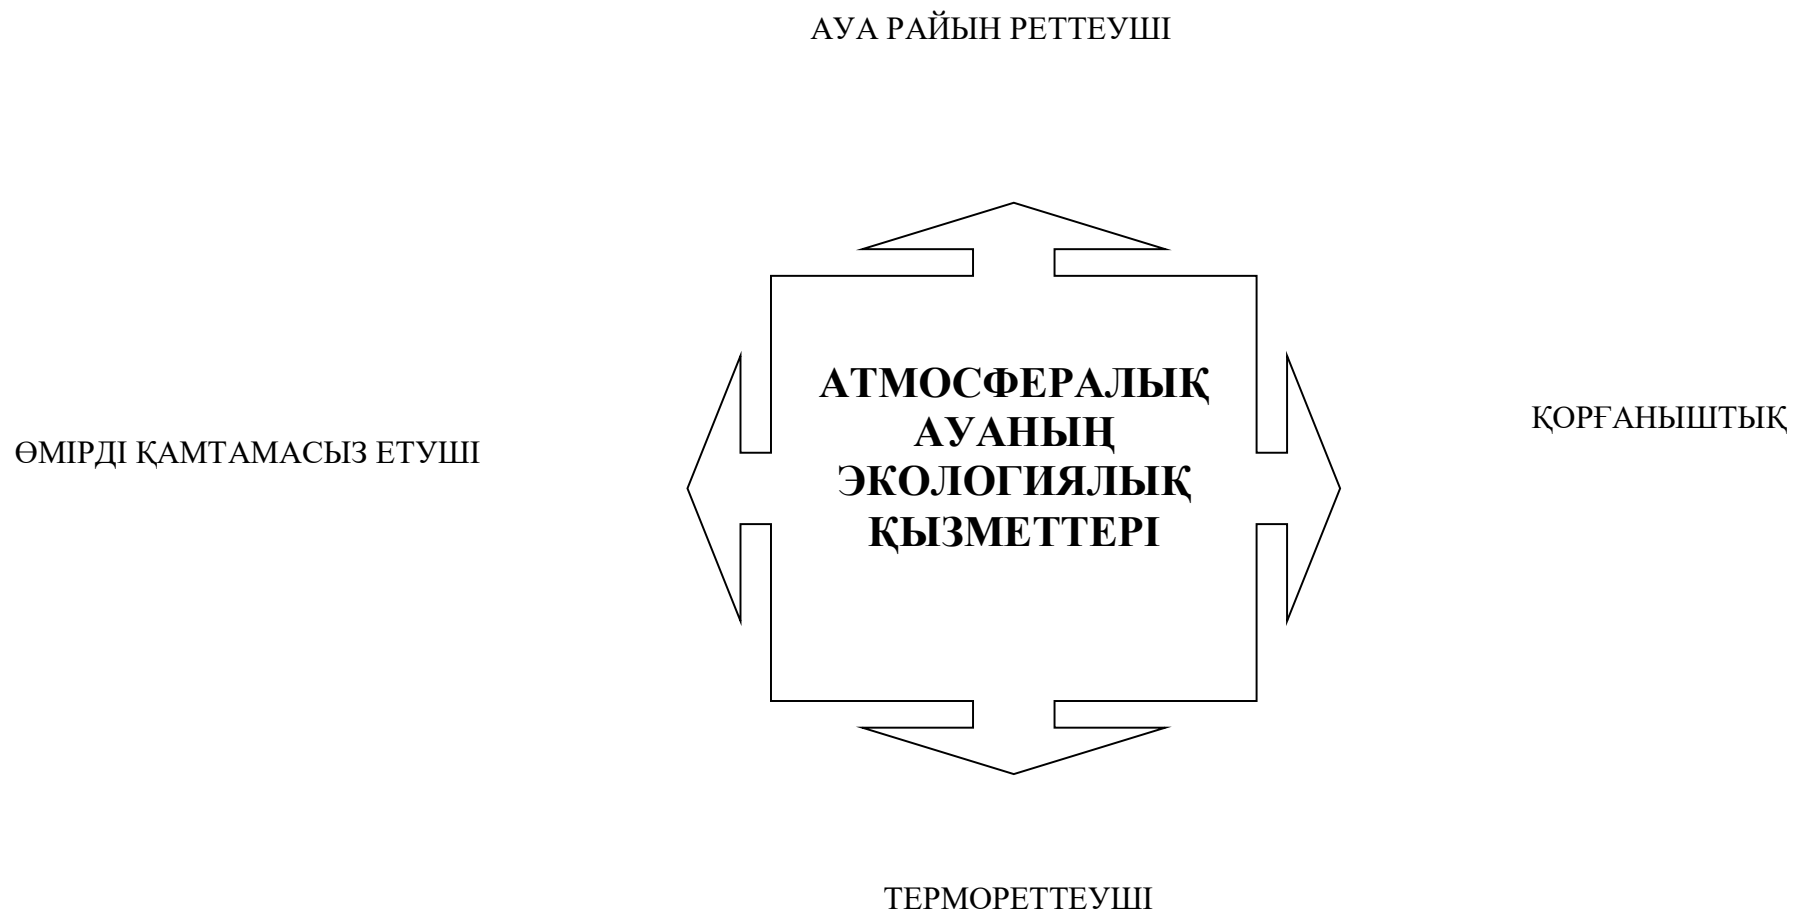 АУА РАЙЫН РЕТТЕУШІ
АТМОСФЕРАЛЫҚ
АУАНЫҢ
ЭКОЛОГИЯЛЫҚ
ҚЫЗМЕТТЕРІ
ӨМІРДІ ҚАМТАМАСЫЗ ЕТУШІ
ҚОРҒАНЫШТЫҚ
ТЕРМОРЕТТЕУШІ